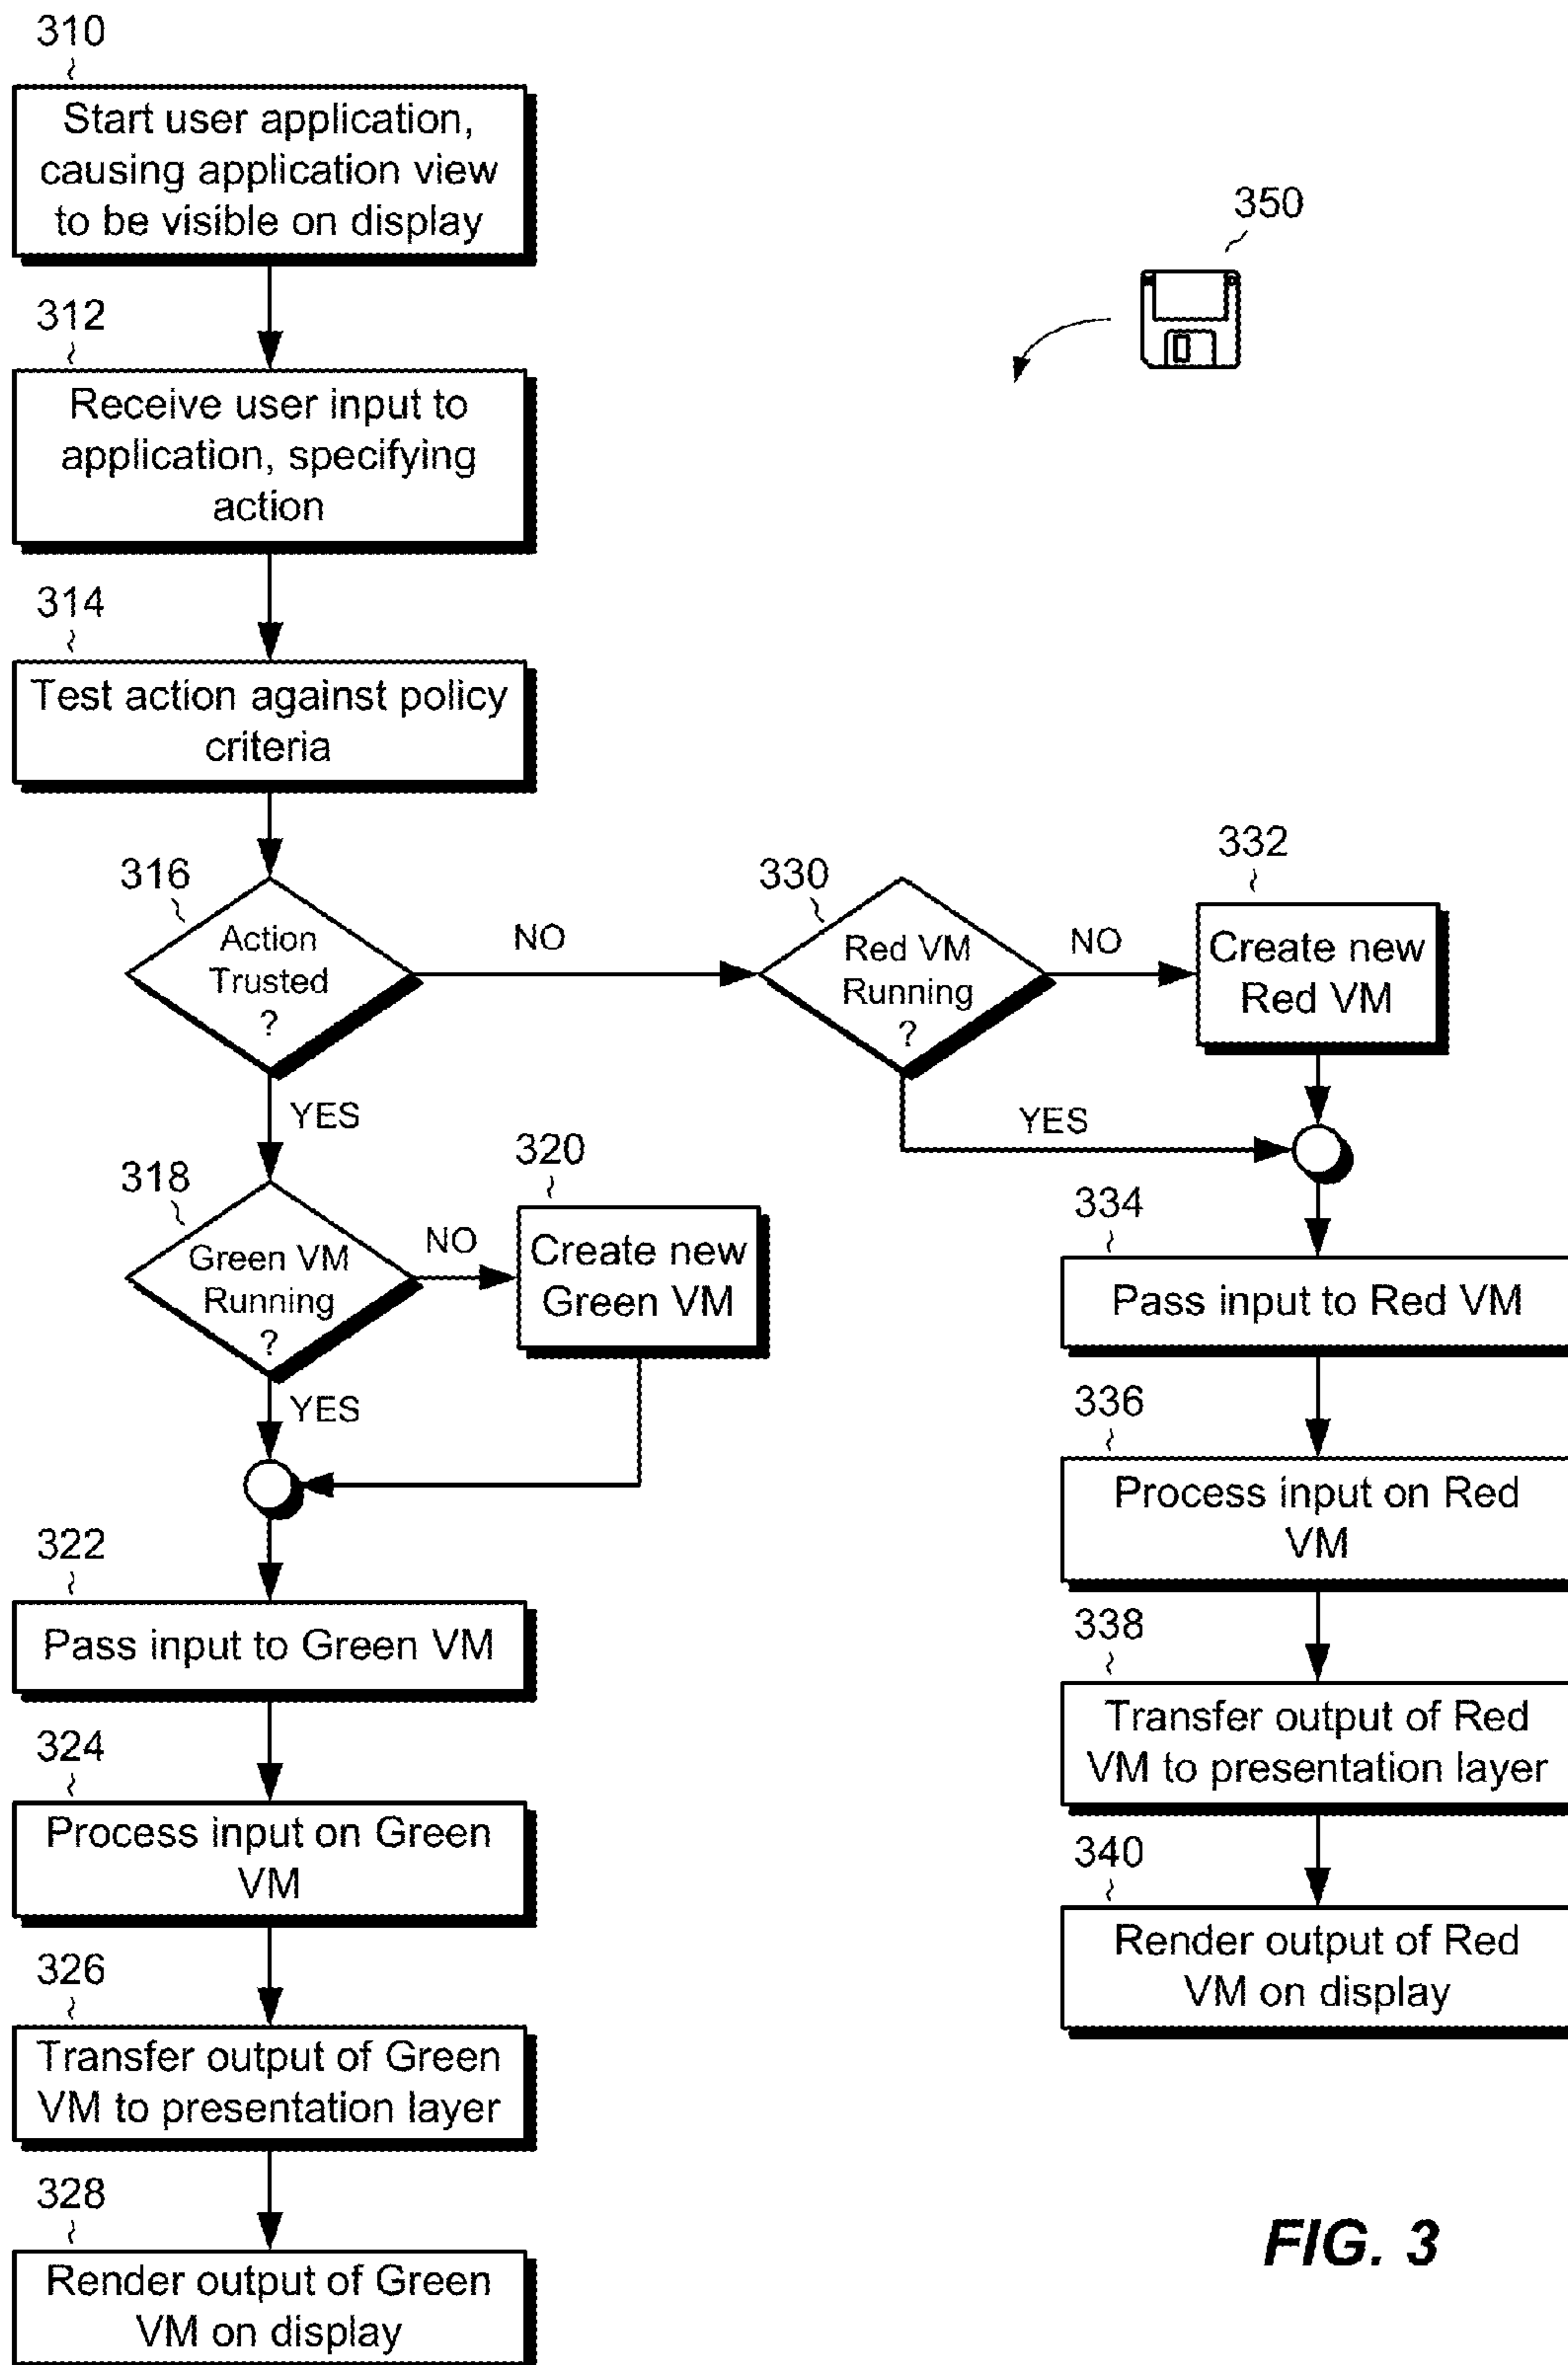 310
Start user application,
causing application view
to be visible on display
350
312
Receive user input to
application, specifying
action
314
Test action against policy
criteria
316
Action
Trusted
?
NO
330
Red VM
Running
?
NO
332
Create new
Red VM
YES
YES
318
Green VM
Running
?
NO
320
Create new
Green VM
YES
334
Pass input to Red VM
336
Process input on Red
VM
338
Transfer output of Red
VM to presentation layer
340
Render output of Red
VM on display
322
Pass input to Green VM
324
Process input on Green
VM
326
Transfer output of Green
VM to presentation layer
328
Render output of Green
VM on display
FIG. 3